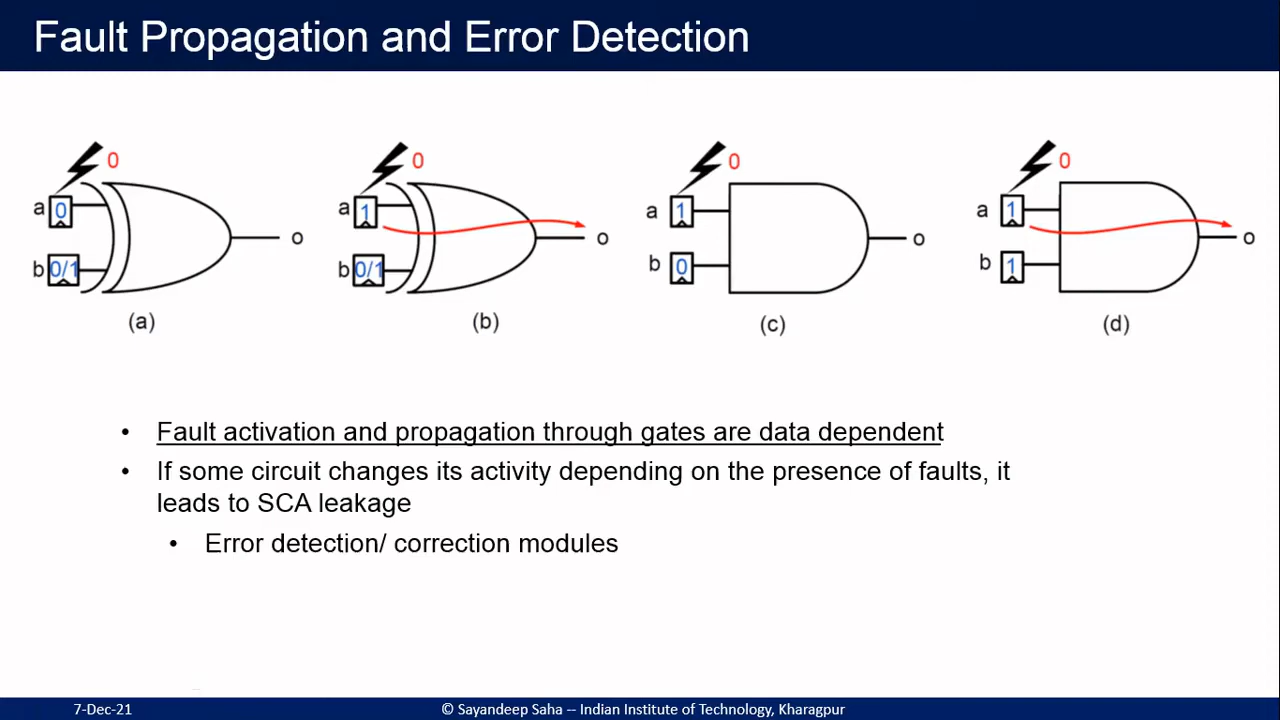 Fault Propagation and Error Detection
0 0 0 0
a 0 a 1 a 1 a 1
o o o o
b 0/1 b 0/1 b 0 b 1
(a) (b) (c) (d)
• Fault activation and propagation through gates are data dependent
• If some circuit changes its activity depending on the presence of faults, it
leads to SCA leakage
• Error detection/ correction modules
7-Dec-21 © Sayandeep Saha -- Indian Institute of Technology, Kharagpur